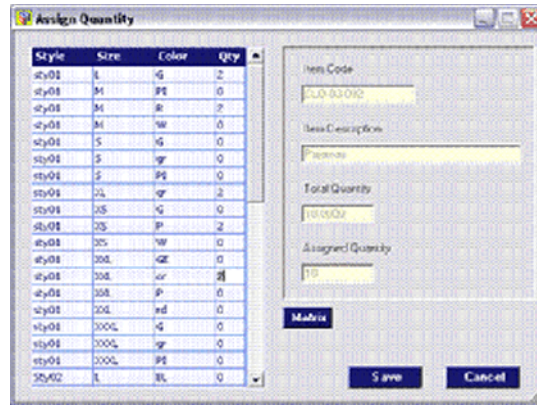 Assign Quantity
Style Size Color Qty
sty01 L G 2
sty01 M PI 0
sty01 M R 2
sty01 M W 0
sty01 S G 0
sty01 S gr 0
sty01 S PI 0
sty01 XL gr 2
sty01 XS G 0
sty01 XS P 2
sty01 XS W 0
sty01 XXL 0
sty01 XXL
sty01 XXL P 0
sty01 XXL rd 0
sty01 XXXL G 0
sty01 XXXL gr 0
sty01 XXXL PI 0
Sty02 L 0
Item Code
Item Description
Total Quantity
Assigned Quantity
10
Matrix
Save Cancel